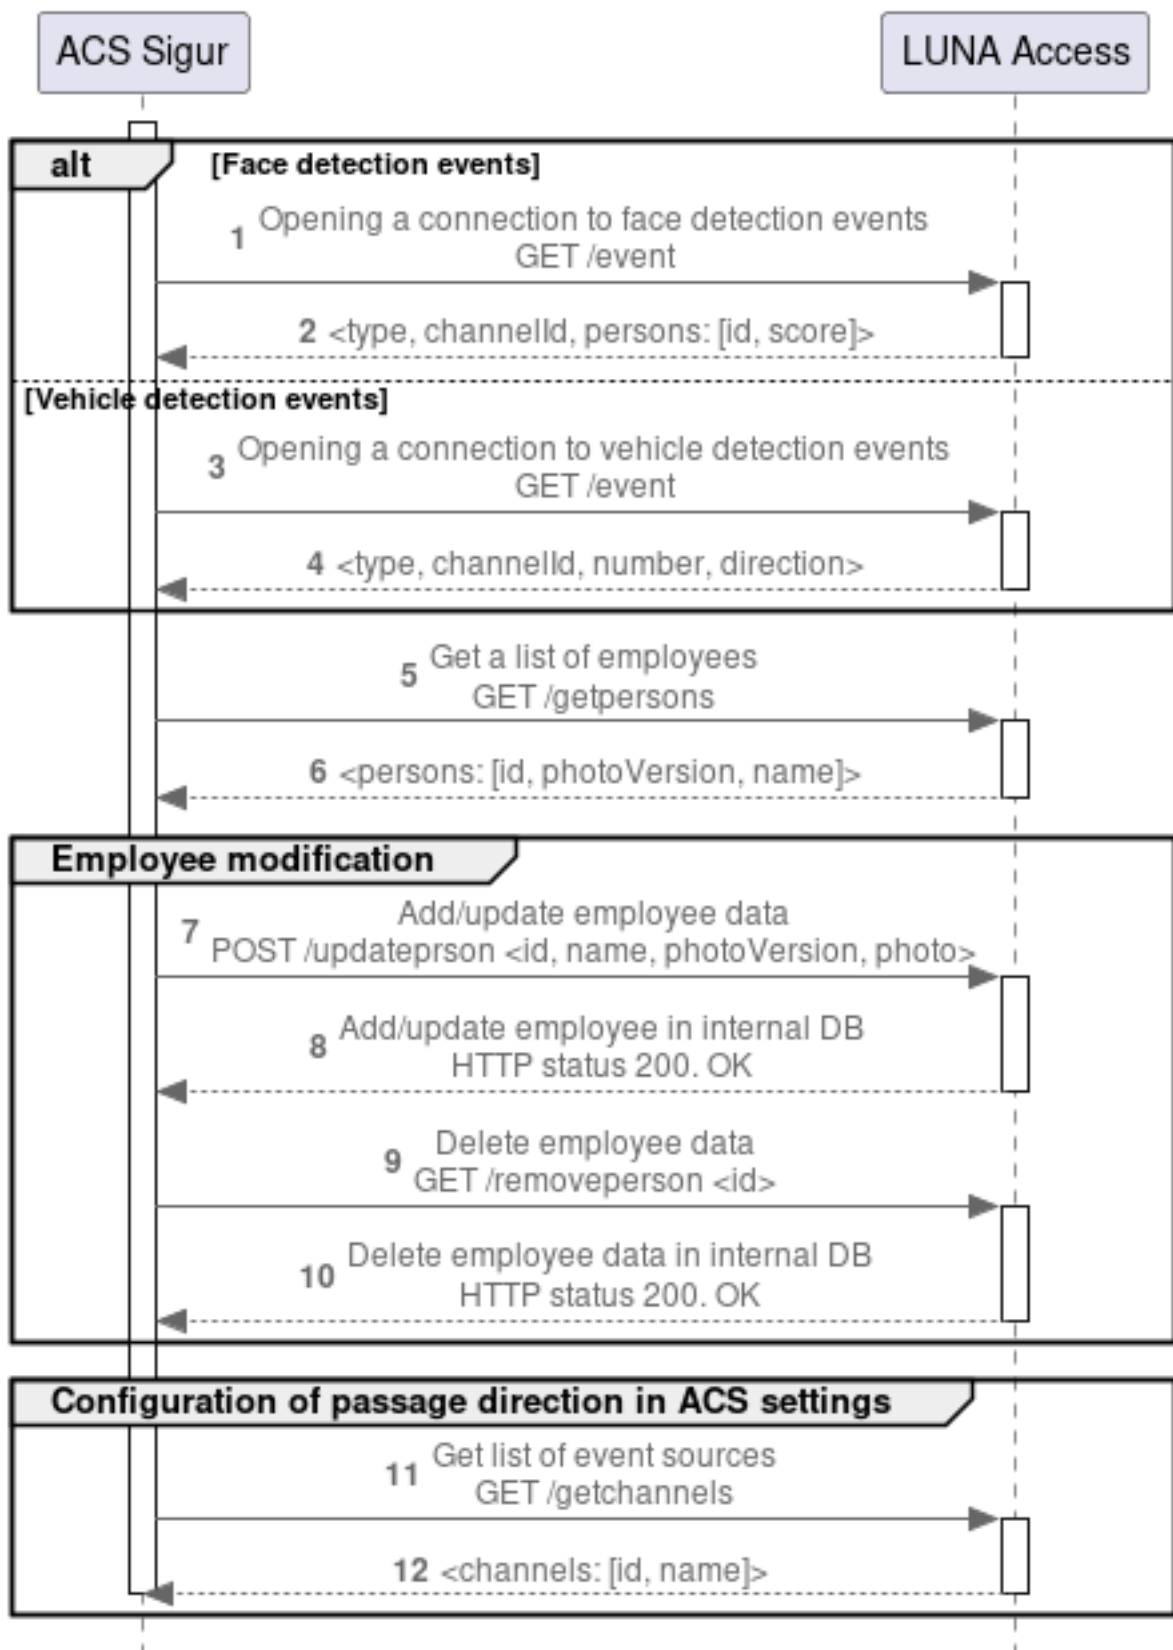 ACS Sigur
LUNA Access
alt
[Face detection events]
1
Opening a connection to face detection events
GET /event
2 <type, channelId, persons: [id, score]>
[Vehicle detection events]
3
Opening a connection to vehicle detection events
GET /event
4 <type, channelId, number, direction>
5
Get a list of employees
GET /getpersons
6 <persons: [id, photoVersion, name]>
Employee modification
7
Add/update employee data
POST /updateprson <id, name, photoVersion, photo>
8
Add/update employee in internal DB
HTTP status 200. OK
9
Delete employee data
GET /removeperson <id>
10
Delete employee data in internal DB
HTTP status 200. OK
Configuration of passage direction in ACS settings
11
Get list of event sources
GET /getchannels
12 <channels: [id, name]>